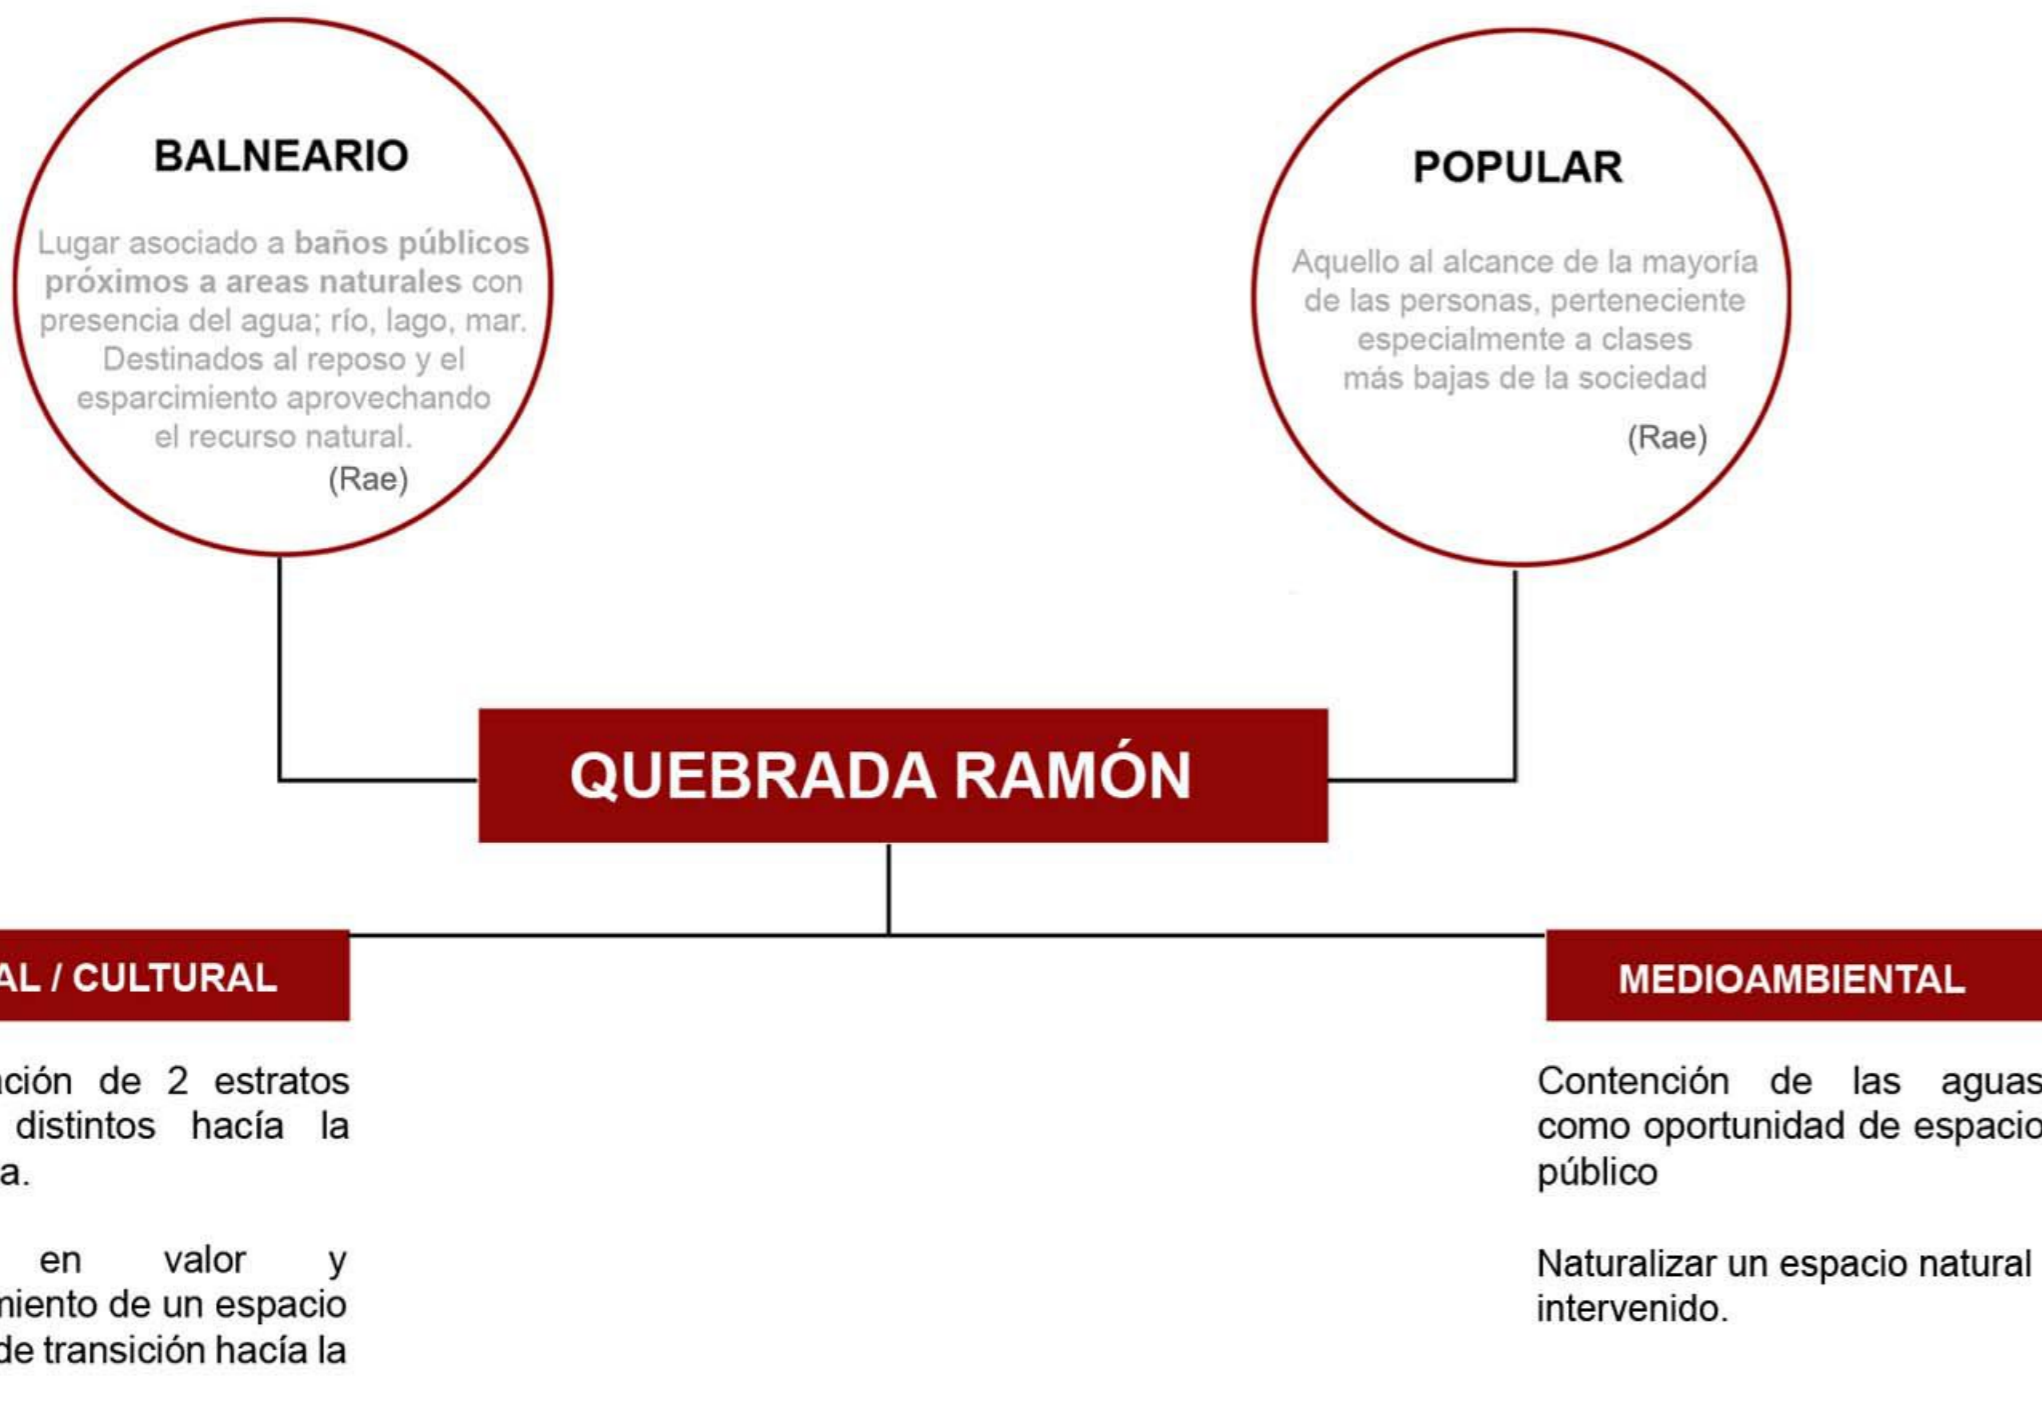 BALNEARIO
Lugar asociado a baños públicos
próximos a areas naturales con
presencia del agua; río, lago, mar.
Destinados al reposo y el
esparcimiento aprovechando
el recurso natural.
(Rae)
POPULAR
Aquello al alcance de la mayoría
de las personas, perteneciente
especialmente a clases
más bajas de la sociedad
(Rae)
QUEBRADA RAMÓN
AL / CULTURAL
ción de 2 estratos
distintos hacía la
a.
en valor y
miento de un espacio
de transición hacía la
MEDIOAMBIENTAL
Contención de las aguas
como oportunidad de espacio
público
Naturalizar un espacio natural
intervenido.